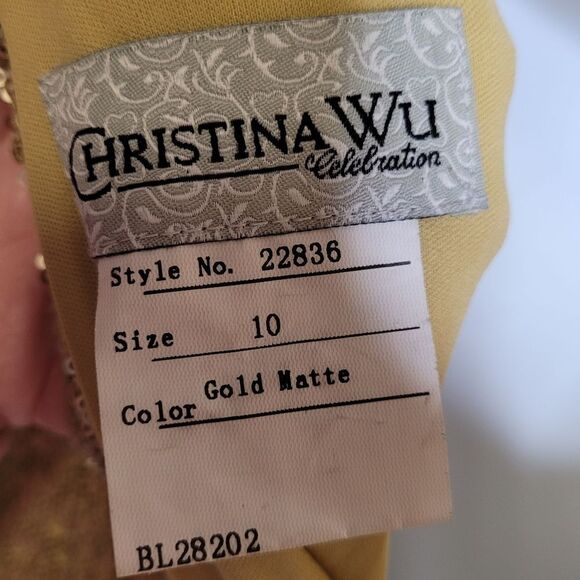 CHRISTINA WU
Celebration
Style No. 22836
Size 10
Color Gold Matte
BL28202